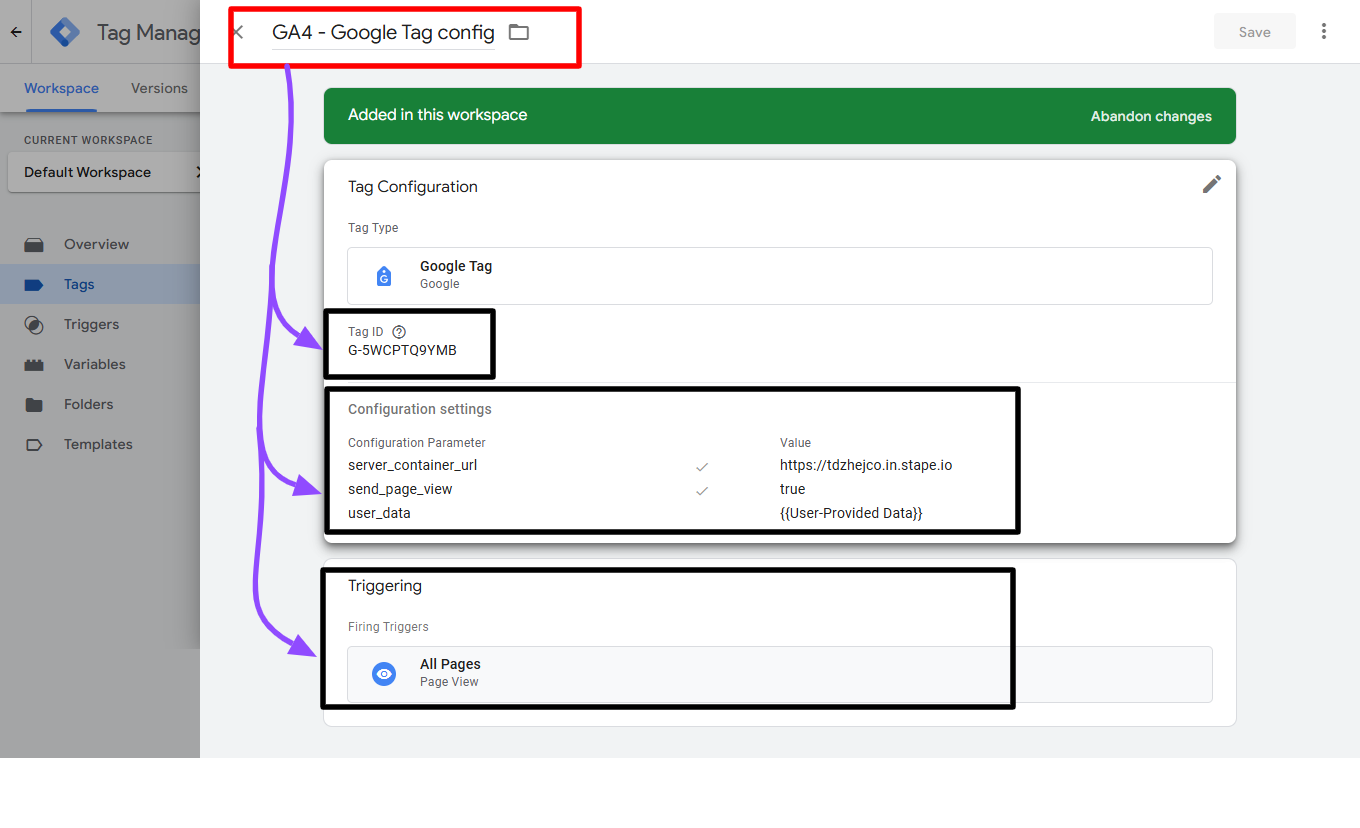 Tag Manag
GA4 - Google Tag config
Save
Workspace
Versions
Added in this workspace
Abandon changes
CURRENT WORKSPACE
Default Workspace
Overview
Tags
Triggers
Variables
Folders
Templates
Tag Configuration
Tag Type
G
Google Tag
Google
Tag ID ?
G-5WCPTQ9YMB
Configuration settings
Configuration Parameter
Value
server_container_url
https://tdzhejco.in.stape.io
send_page_view
true
user_data
{{User-Provided Data}}
Triggering
Firing Triggers
All Pages
Page View